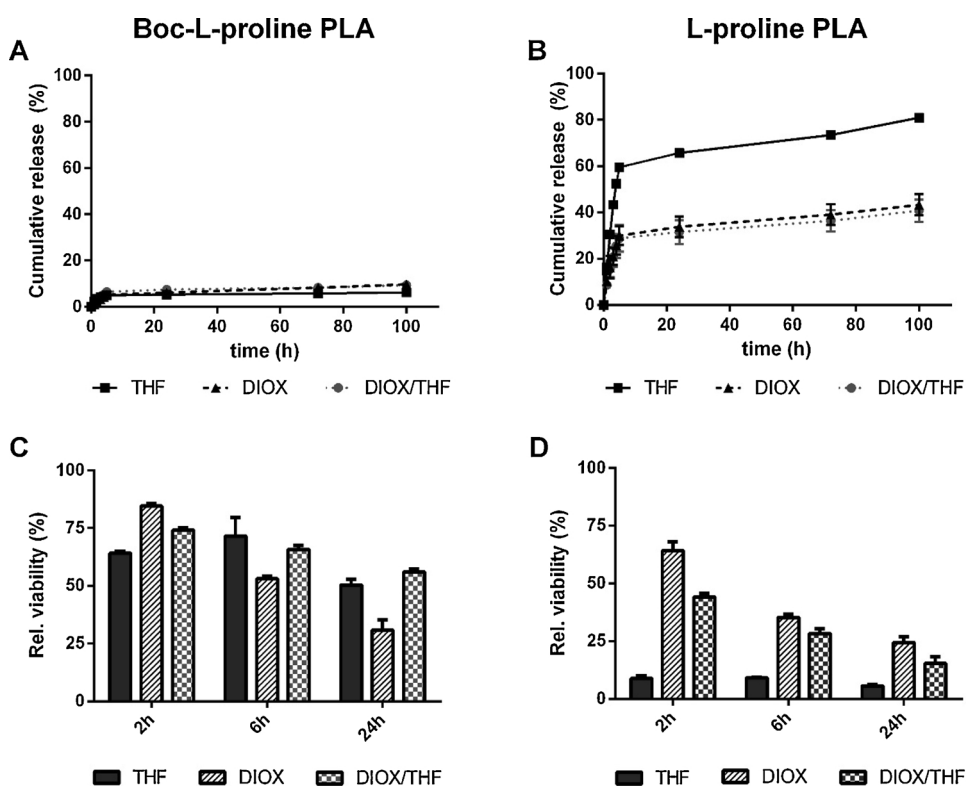 Boc-L-proline PLA
L-proline PLA
A
B
Cumulative release (%)
100
80
60
40
20
0
0 20 40 60 80 100
time (h)
THF DIOX DIOX/THF
Cumulative release (%)
100
80
60
40
20
0
0 20 40 60 80 100
time (h)
THF DIOX DIOX/THF
C
D
Rel. viability (%)
100
75
50
25
0
2h 6h 24h
THF DIOX DIOX/THF
Rel. viability (%)
100
75
50
25
0
2h 6h 24h
THF DIOX DIOX/THF